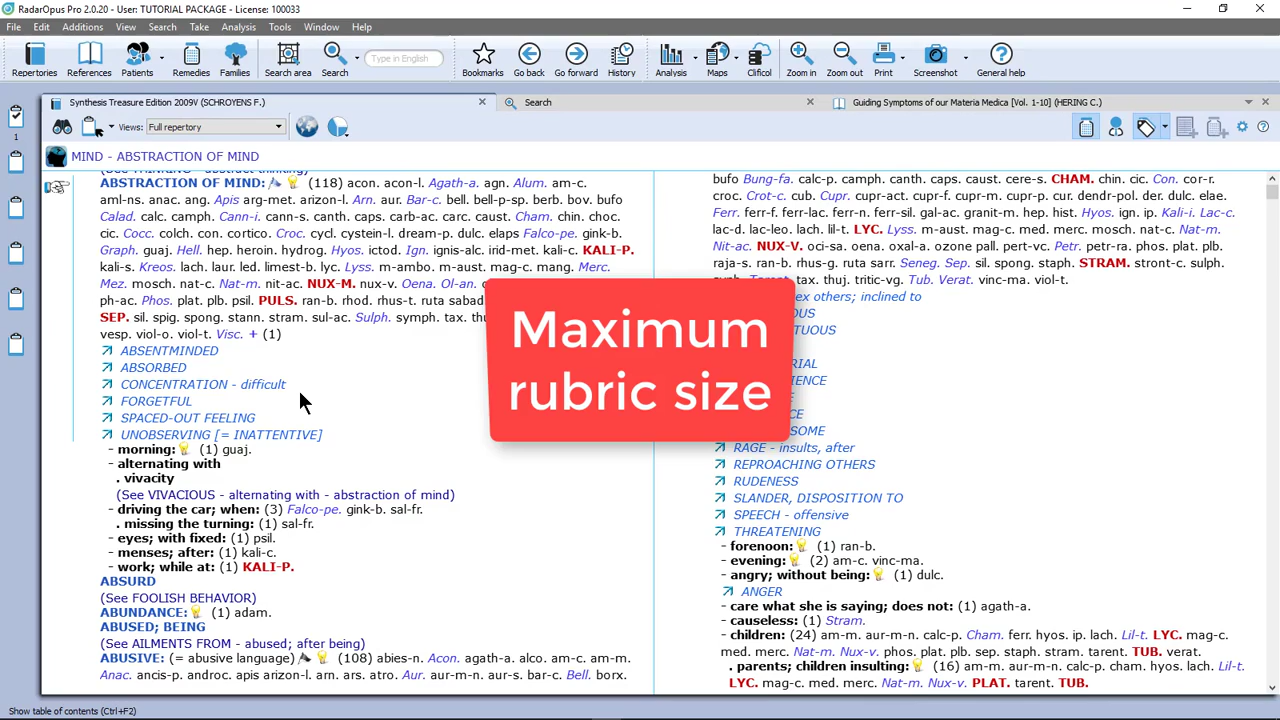 RadarOpus Pro 2.0.20 - User: TUTORIAL PACKAGE - License: 100033
File Edit Additions View Search Take Analysis Tools Window Help
Repertories References Patients Remedies Families Search area Search Type in English Bookmarks Go back Go forward History Analysis Maps Clificol Zoom in Zoom out Print Screenshot General help
Synthesis Treasure Edition 2009V (SCHROYENS F.) Search Guiding Symptoms of our Materia Medica [Vol. 1-10] (HERING C.)
1
Views: Full repertory
MIND - ABSTRACTION OF MIND
(See THINKING - abstract thinking)
ABSTRACTION OF MIND: (118) acon. acon-l. Agath-a. agn. Alum. am-c.
aml-ns. anac. ang. Apis arg-met. arizon-l. Arn. aur. Bar-c. bell. bell-p-sp. berb. bov. bufo
Calad. calc. camph. Cann-i. cann-s. canth. caps. carb-ac. carc. caust. Cham. chin. choc.
cic. Cocc. colch. con. cortico. Croc. cycl. cystein-l. dream-p. dulc. elaps Falco-pe. gink-b.
Graph. guaj. Hell. hep. heroin. hydrog. Hyos. ictod. Ign. ignis-alc. irid-met. kali-c. KALI-P.
kali-s. Kreos. lach. laur. led. limest-b. lyc. Lyss. m-ambo. m-aust. mag-c. mang. Merc.
Mez. mosch. nat-c. Nat-m. nit-ac. NUX-M. nux-v. Oena. Ol-an.
ph-ac. Phos. plat. plb. psil. PULS. ran-b. rhod. rhus-t. ruta sabad
SEP. sil. spig. spong. stann. stram. sul-ac. Sulph. symph. tax. thu
vesp. viol-o. viol-t. Visc. + (1)
ABSENTMINDED
ABSORBED
CONCENTRATION - difficult
FORGETFUL
SPACED-OUT FEELING
UNOBSERVING [= INATTENTIVE]
- morning: (1) guaj.
- alternating with
. vivacity
(See VIVACIOUS - alternating with - abstraction of mind)
- driving the car; when: (3) Falco-pe. gink-b. sal-fr.
. missing the turning: (1) sal-fr.
- eyes; with fixed: (1) psil.
- menses; after: (1) kali-c.
- work; while at: (1) KALI-P.
ABSURD
(See FOOLISH BEHAVIOR)
ABUNDANCE: (1) adam.
ABUSED; BEING
(See AILMENTS FROM - abused; after being)
ABUSIVE: (= abusive language) (108) abies-n. Acon. agath-a. alco. am-c. am-m.
Anac. ancis-p. androc. apis arizon-l. arn. ars. atro. Aur. aur-m-n. aur-s. bar-c. Bell. borx.
bufo Bung-fa. calc-p. camph. canth. caps. caust. cere-s. CHAM. chin. cic. Con. cor-r.
croc. Crot-c. cub. Cupr. cupr-act. cupr-f. cupr-m. cupr-p. cur. dendr-pol. der. dulc. elae.
Ferr. ferr-f. ferr-lac. ferr-n. ferr-sil. gal-ac. granit-m. hep. hist. Hyos. ign. ip. Kali-i. Lac-c.
lac-d. lac-leo. lach. lil-t. LYC. Lyss. m-aust. mag-c. med. merc. mosch. nat-c. Nat-m.
Nit-ac. NUX-V. oci-sa. oena. oxal-a. ozone pall. pert-vc. Petr. petr-ra. phos. plat. plb.
raja-s. ran-b. rhus-g. ruta sarr. Seneg. Sep. sil. spong. staph. STRAM. stront-c. sulph.
tax. thuj. tritic-vg. Tub. Verat. vinc-ma. viol-t.
ex others; inclined to
OUS
TUOUS
RIAL
IENCE
CE
SOME
RAGE - insults, after
REPROACHING OTHERS
RUDENESS
SLANDER, DISPOSITION TO
SPEECH - offensive
THREATENING
- forenoon: (1) ran-b.
- evening: (2) am-c. vinc-ma.
- angry; without being: (1) dulc.
ANGER
- care what she is saying; does not: (1) agath-a.
- causeless: (1) Stram.
- children: (24) am-m. aur-m-n. calc-p. Cham. ferr. hyos. ip. lach. Lil-t. LYC. mag-c.
med. merc. Nat-m. Nux-v. phos. plat. plb. sep. staph. stram. tarent. TUB. verat.
. parents; children insulting: (16) am-m. aur-m-n. calc-p. cham. hyos. lach. Lil-t.
LYC. mag-c. med. merc. Nat-m. Nux-v. PLAT. tarent. TUB.
Maximum
rubric size
Show table of contents (Ctrl+F2)